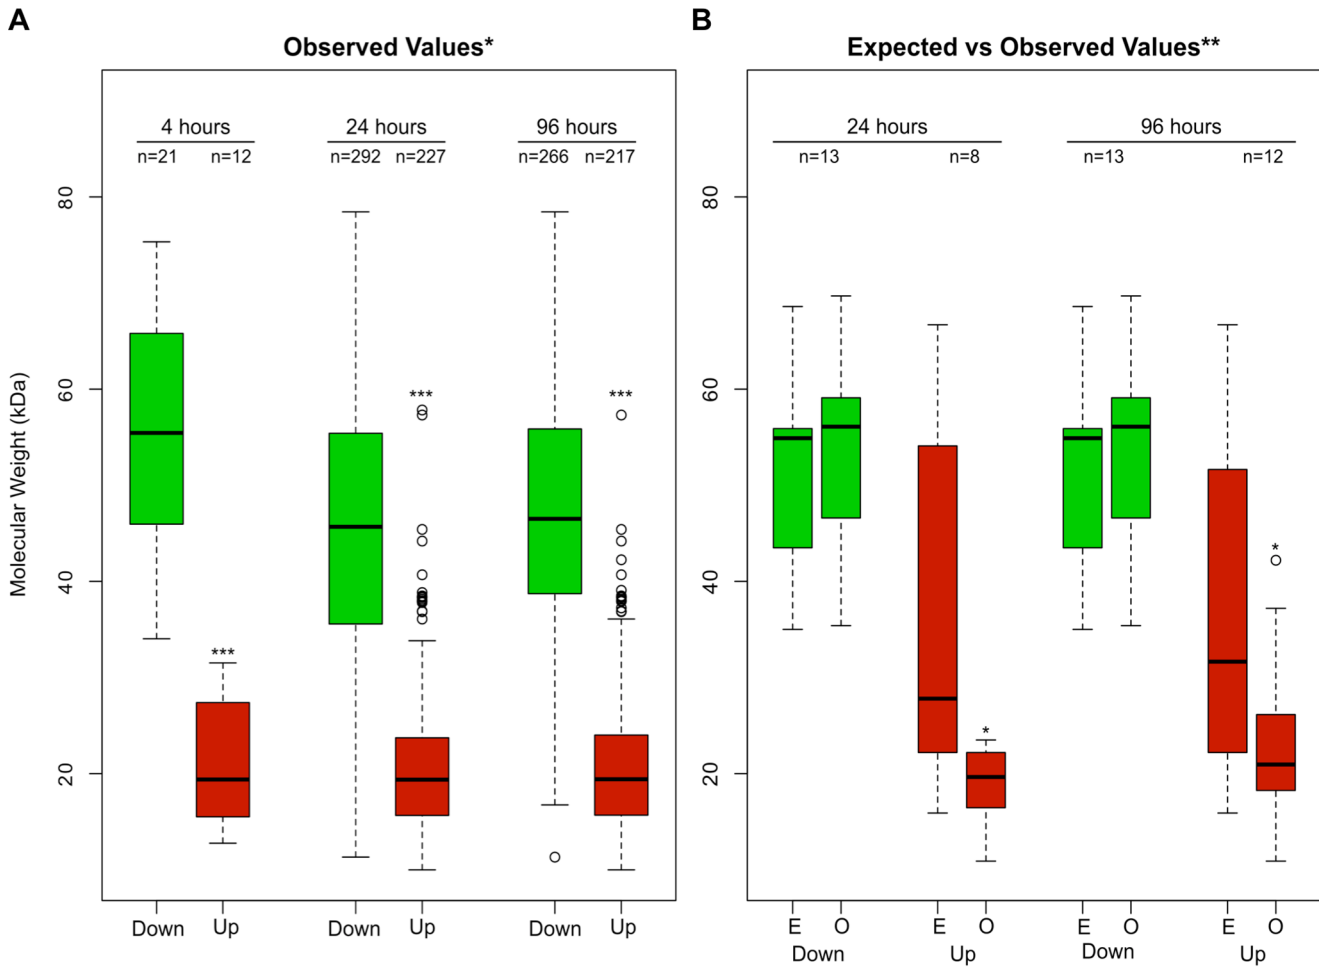 A
B
Observed Values*
Expected vs Observed Values**
4 hours
24 hours
96 hours
24 hours
96 hours
n=21
n=12
n=292
n=227
n=266
n=217
n=13
n=8
n=13
n=12
Molecular Weight (kDa)
80
60
40
20
80
60
40
20
***
***
***
*
*
Down
Up
Down
Up
Down
Up
E
O
E
O
E
O
E
O
Down
Up
Down
Up